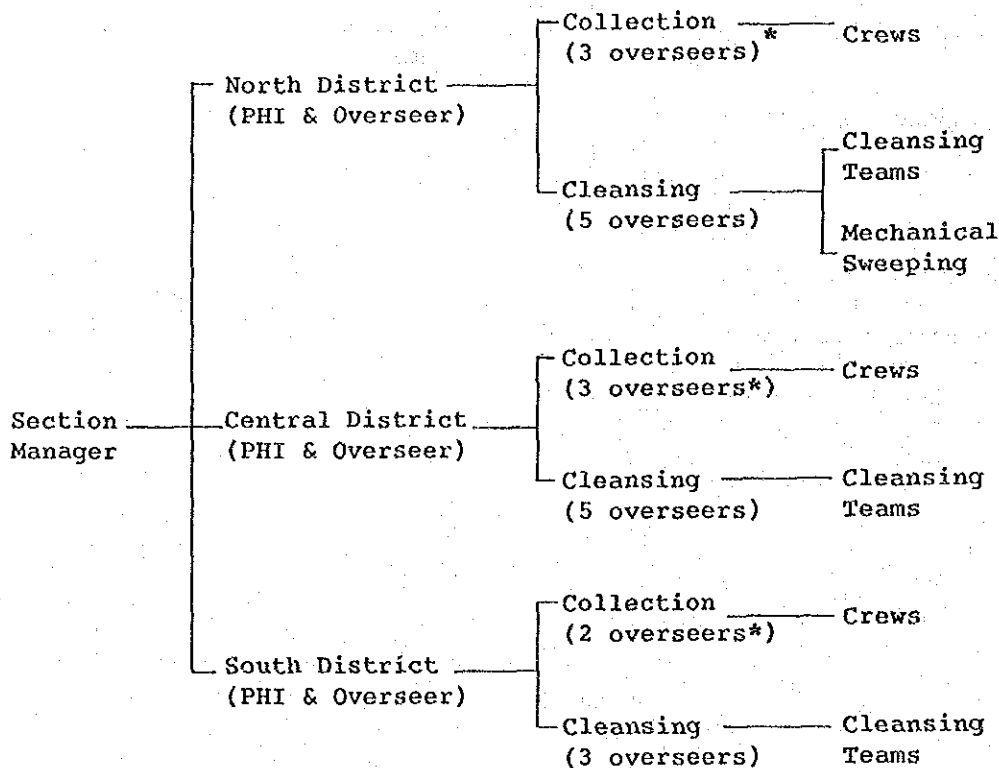 Collection
(3 overseers)*
Crews
North District
(PHI & Overseer)
Cleansing
Teams
Cleansing
(5 overseers)
Mechanical
Sweeping
Collection
(3 overseers*)
Crews
Section
Manager
Central District
(PHI & Overseer)
Cleansing
(5 overseers)
Cleansing
Teams
Collection
(2 overseers*)
Crews
South District
(PHI & Overseer)
Cleansing
(3 overseers)
Cleansing
Teams